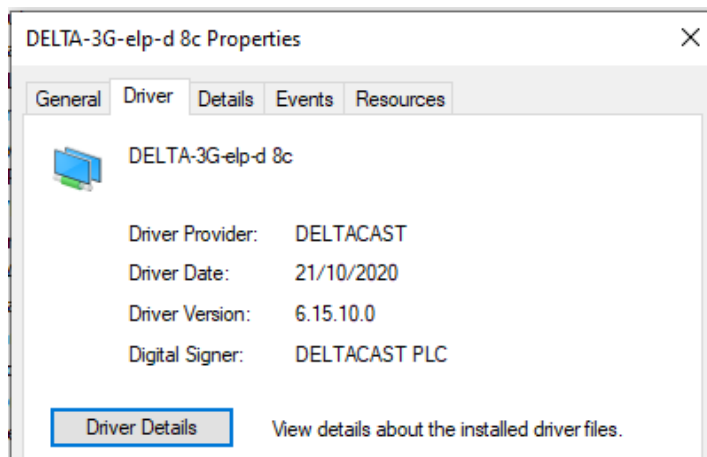 DELTA-3G-elp-d 8c Properties
General Driver Details Events Resources
DELTA-3G-elp-d 8c
Driver Provider: DELTACAST
Driver Date: 21/10/2020
Driver Version: 6.15.10.0
Digital Signer: DELTACAST PLC
Driver Details View details about the installed driver files.